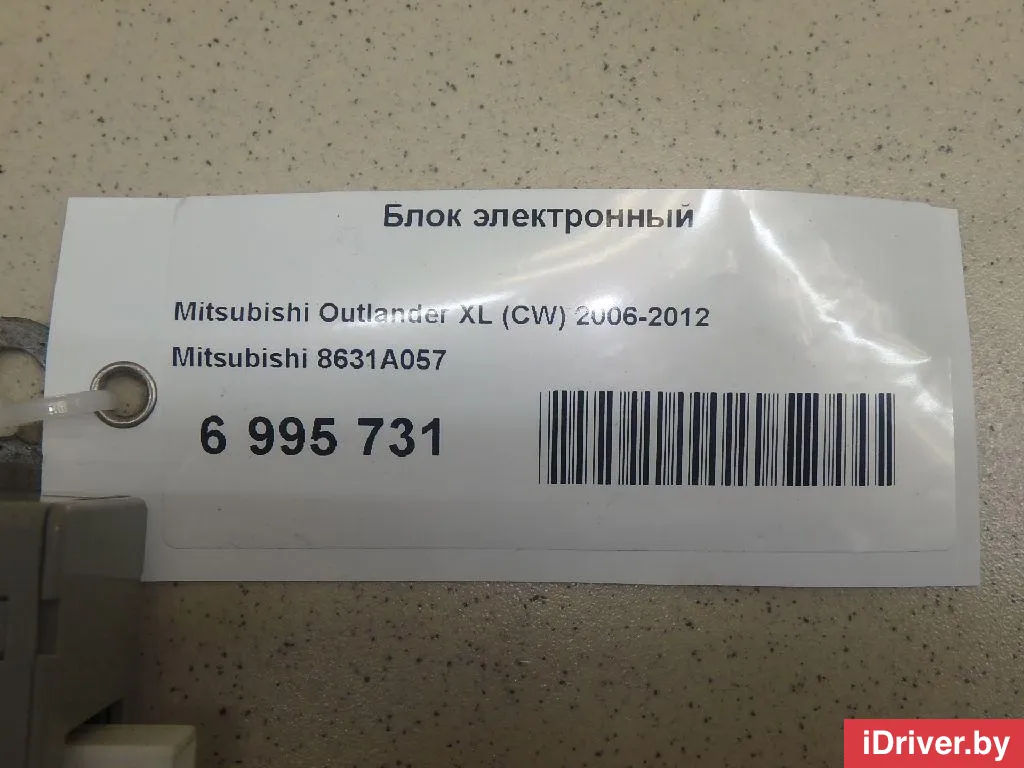 Блок электронный
Mitsubishi Outlander XL (CW) 2006-2012
Mitsubishi 8631A057
6 995 731
iDriver.by